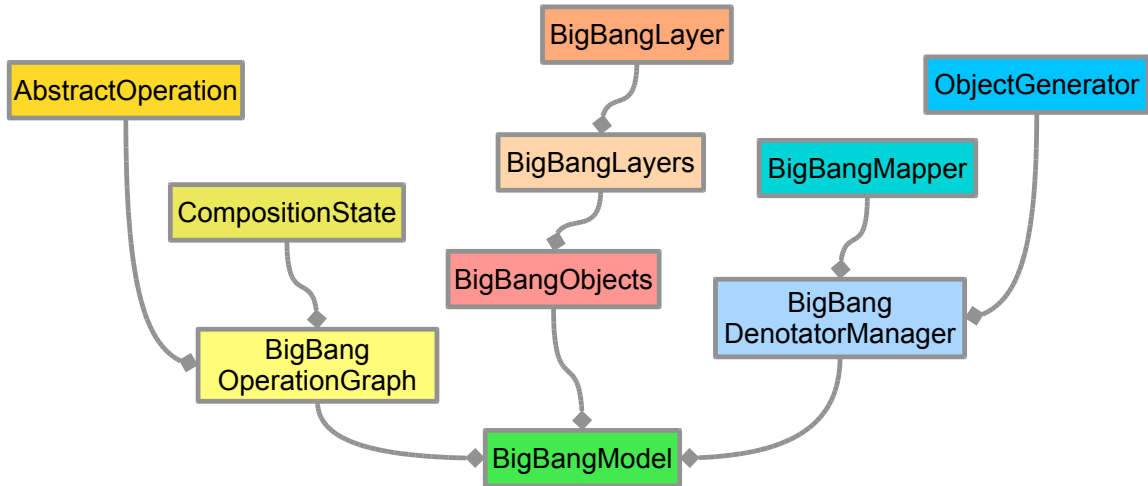 BigBangLayer
AbstractOperation
ObjectGenerator
BigBangLayers
BigBangMapper
CompositionState
BigBangObjects
BigBang
DenotatorManager
BigBang
OperationGraph
BigBangModel